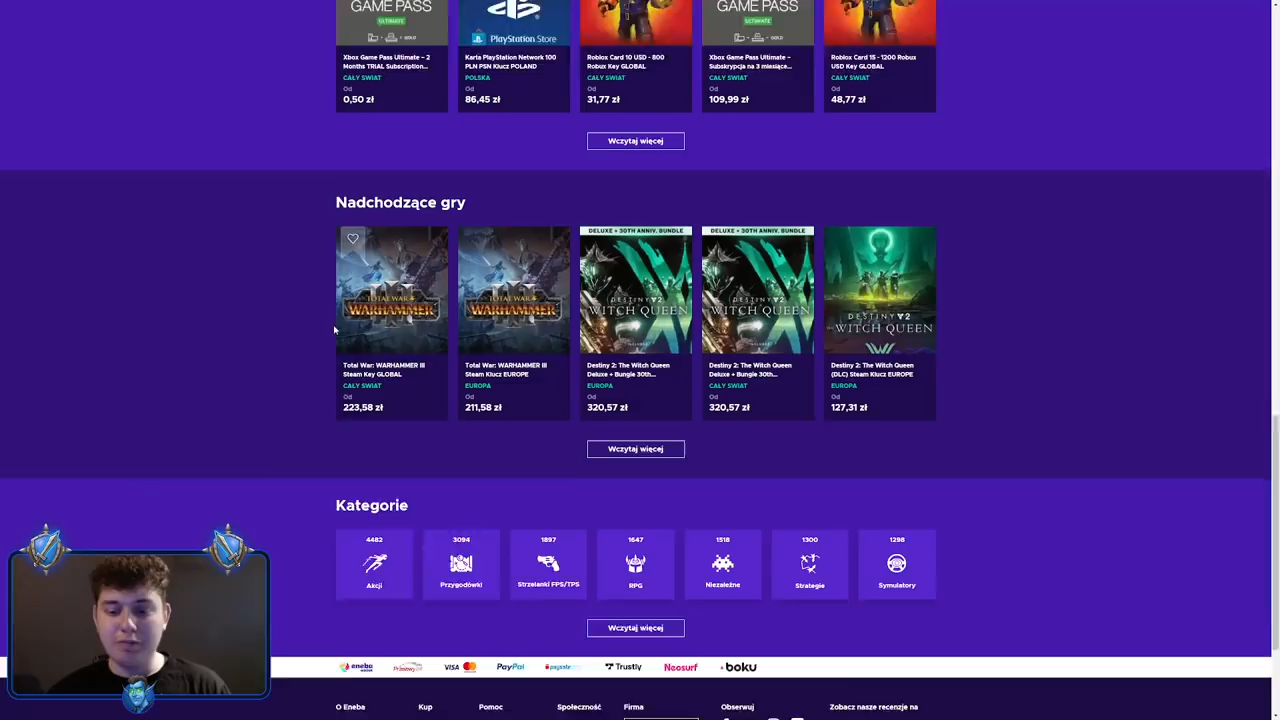 GAME PASS
ULTIMATE
GOLD
Xbox Game Pass Ultimate – 2
Months TRIAL Subscription...
CAŁY ŚWIAT
Od
0,50 zł
PlayStation Store
Karta PlayStation Network 100
PLN PSN Klucz POLAND
POLSKA
Od
86,45 zł
Roblox Card 10 USD - 800
Robux Key GLOBAL
CAŁY ŚWIAT
Od
31,77 zł
GAME PASS
ULTIMATE
GOLD
Xbox Game Pass Ultimate –
Subskrypcja na 3 miesiące...
CAŁY ŚWIAT
Od
109,99 zł
Roblox Card 15 - 1200 Robux
USD Key GLOBAL
CAŁY ŚWIAT
Od
48,77 zł
Wczytaj więcej
Nadchodzące gry
TOTAL WAR
WARHAMMER
III
Total War: WARHAMMER III
Steam Key GLOBAL
CAŁY ŚWIAT
Od
223,58 zł
TOTAL WAR
WARHAMMER
III
Total War: WARHAMMER III
Steam Klucz EUROPE
EUROPA
Od
211,58 zł
DELUXE + 30TH ANNIV. BUNDLE
DESTINY 2
WITCH QUEEN
Destiny 2: The Witch Queen
Deluxe + Bungie 30th...
EUROPA
Od
320,57 zł
DELUXE + 30TH ANNIV. BUNDLE
DESTINY 2
WITCH QUEEN
Destiny 2: The Witch Queen
Deluxe + Bungie 30th...
CAŁY ŚWIAT
Od
320,57 zł
DESTINY 2
WITCH QUEEN
Destiny 2: The Witch Queen
(DLC) Steam Klucz EUROPE
EUROPA
Od
127,31 zł
Wczytaj więcej
Kategorie
4482
Akcji
3094
Przygodówki
1897
Strzelanki FPS/TPS
1647
RPG
1518
Niezależne
1300
Strategie
1298
Symulatory
Wczytaj więcej
eneba Przelewy24 VISA PayPal paysafe Trustly Neosurf boku
O Eneba Kup Pomoc Społeczność Firma Obserwuj Zobacz nasze recenzje na